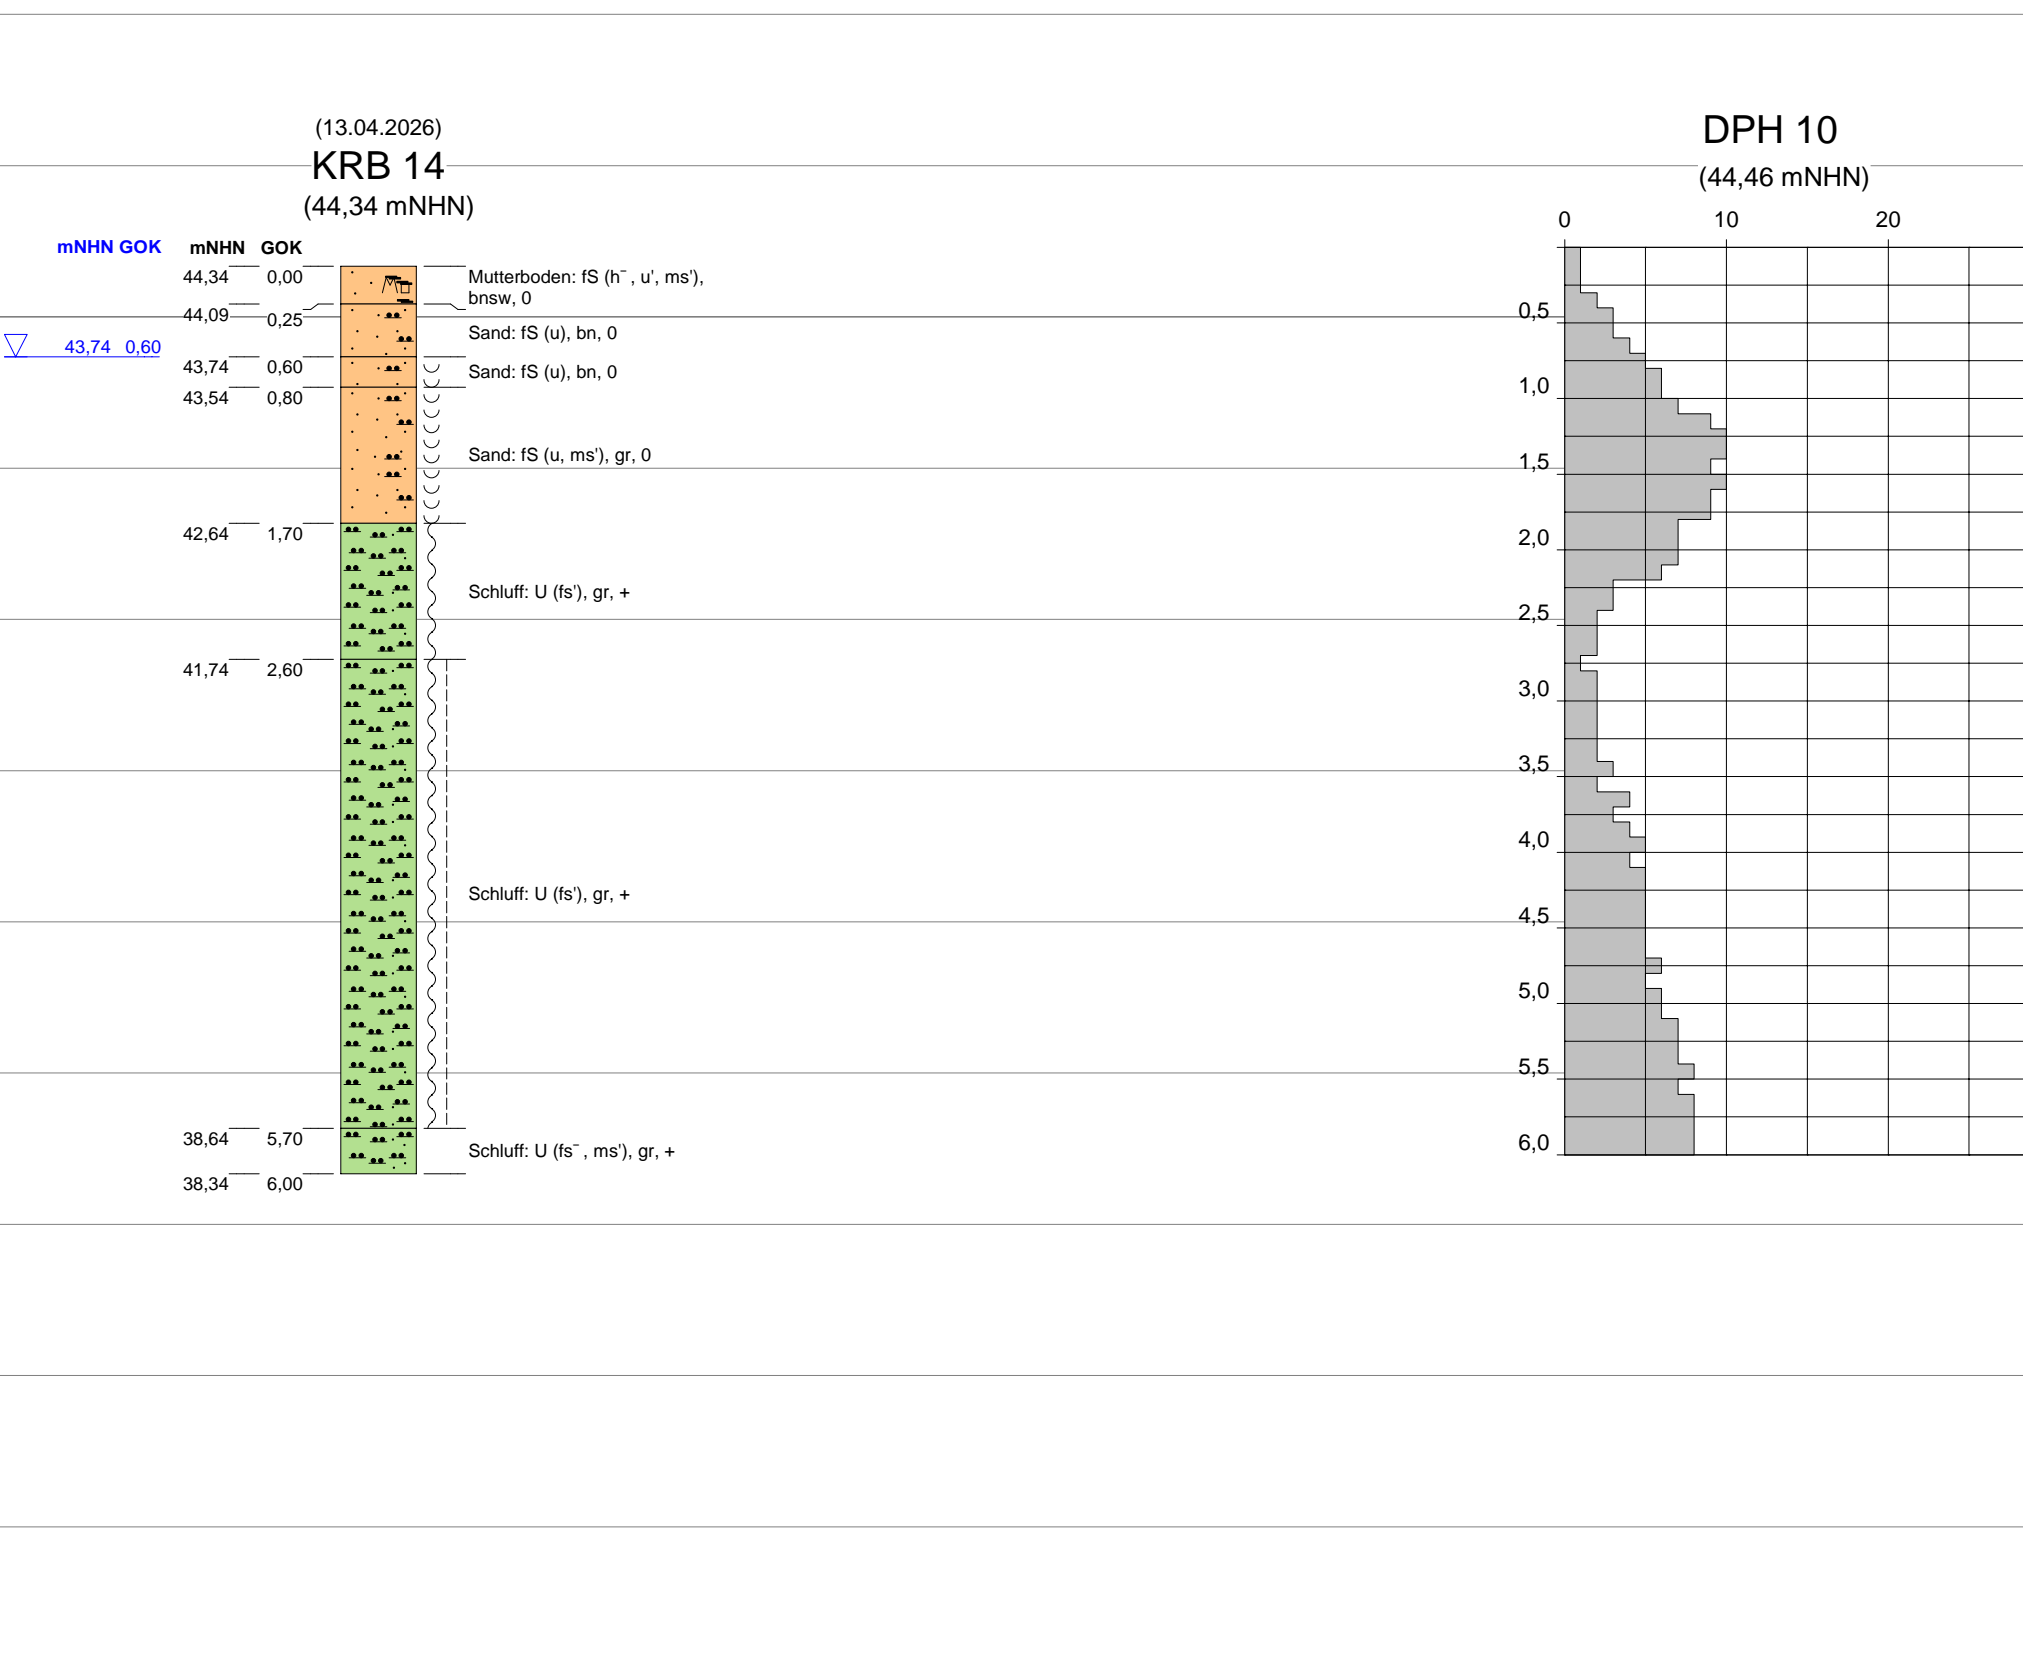 (13.04.2026)
KRB 14
(44,34 mNHN)
DPH 10
(44,46 mNHN)
0 10 20
mNHN GOK mNHN GOK
44,34 0,00
Mutterboden: fS (h¯ , u', ms'),
bnsw, 0
44,09 0,25
Sand: fS (u), bn, 0
43,74 0,60
43,74 0,60
Sand: fS (u), bn, 0
43,54 0,80
Sand: fS (u, ms'), gr, 0
42,64 1,70
Schluff: U (fs'), gr, +
41,74 2,60
Schluff: U (fs'), gr, +
38,64 5,70
Schluff: U (fs¯ , ms'), gr, +
38,34 6,00
0,5
1,0
1,5
2,0
2,5
3,0
3,5
4,0
4,5
5,0
5,5
6,0